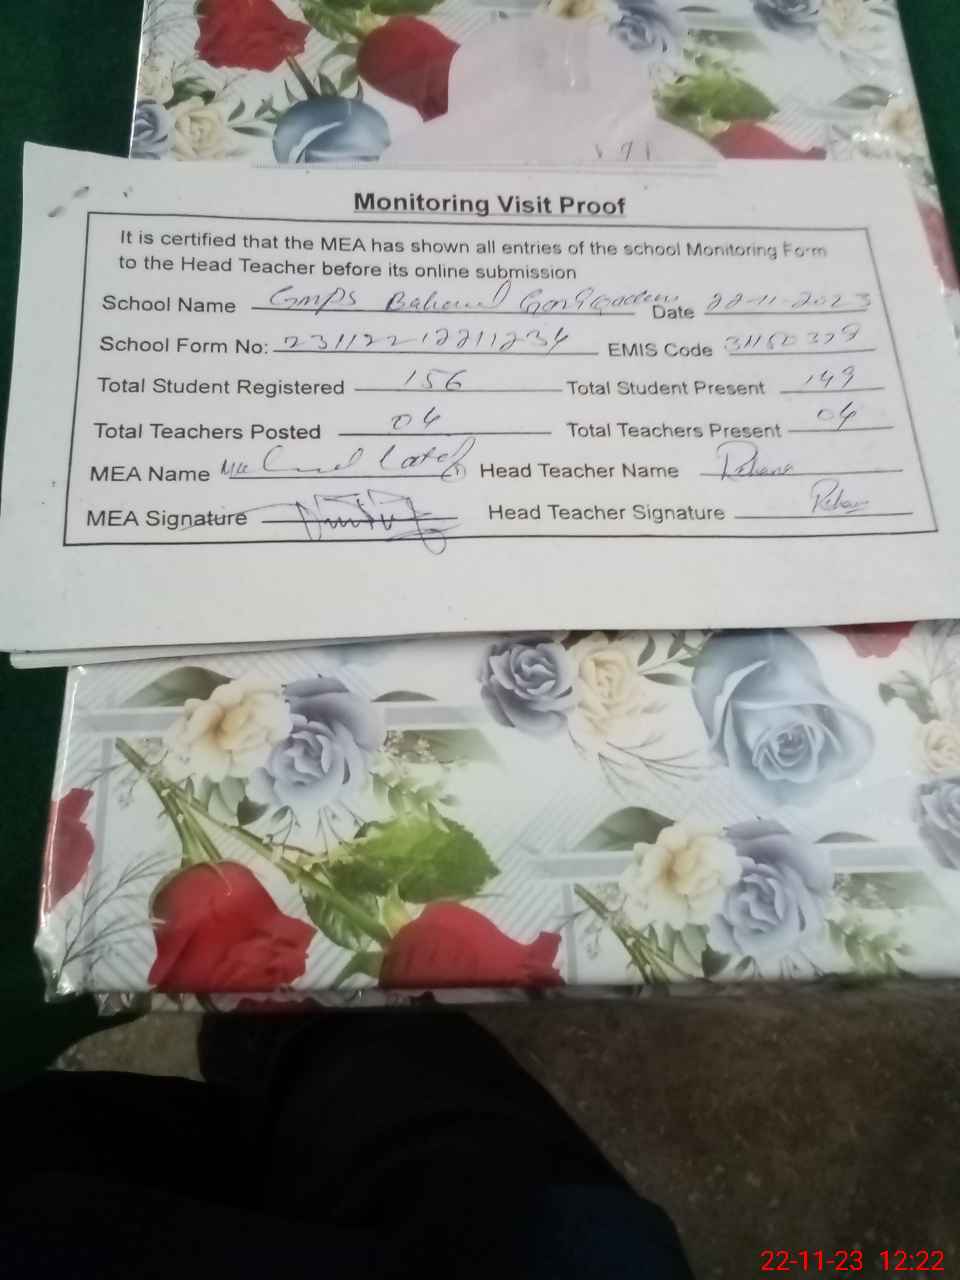 Monitoring Visit Proof
It is certified that the MEA has shown all entries of the school Monitoring Form
to the Head Teacher before its online submission
School Name GMPS Date 22-11-2023
School Form No: 23112212211234 EMIS Code
Total Student Registered 156 Total Student Present 149
Total Teachers Posted 04 Total Teachers Present 04
MEA Name Head Teacher Name
MEA Signature Head Teacher Signature
22-11-23 12:22